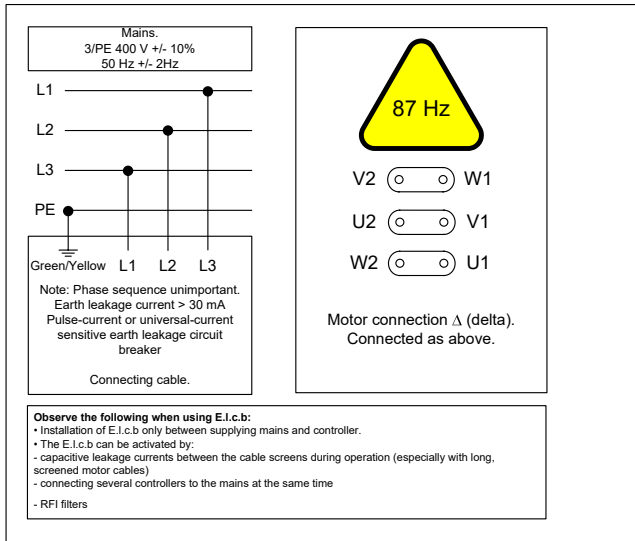 Mains.
3/PE 400 V +/- 10%
50 Hz +/- 2Hz
L1
L2
L3
PE
Green/Yellow L1 L2 L3
Note: Phase sequence unimportant.
Earth leakage current > 30 mA
Pulse-current or universal-current
sensitive earth leakage circuit
breaker
Connecting cable.
87 Hz
V2 W1
U2 V1
W2 U1
Motor connection Δ (delta).
Connected as above.
Observe the following when using E.l.c.b:
• Installation of E.l.c.b only between supplying mains and controller.
• The E.l.c.b can be activated by:
- capacitive leakage currents between the cable screens during operation (especially with long,
screened motor cables)
- connecting several controllers to the mains at the same time
- RFI filters